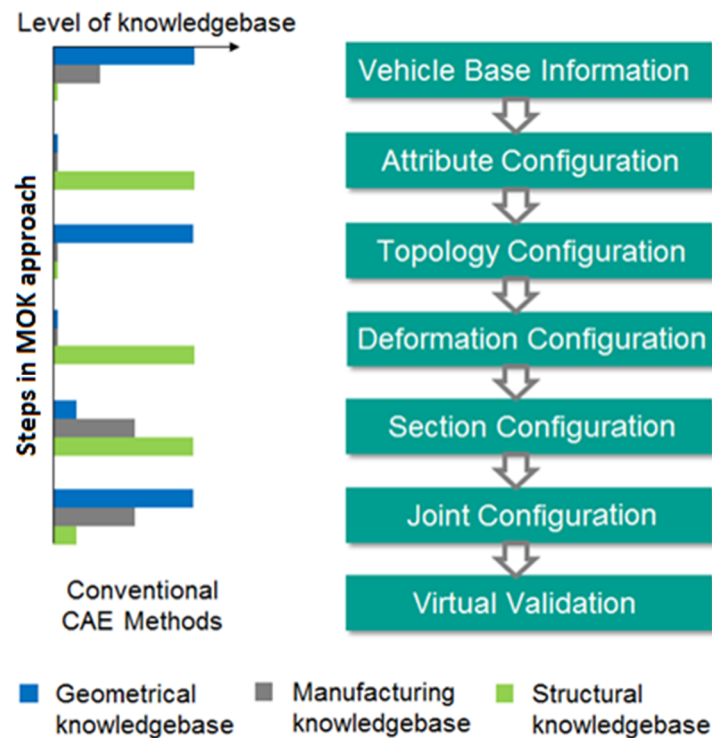 Level of knowledgebase
Steps in MOK approach
Vehicle Base Information
Attribute Configuration
Topology Configuration
Deformation Configuration
Section Configuration
Joint Configuration
Virtual Validation
Conventional
CAE Methods
Geometrical
knowledgebase
Manufacturing
knowledgebase
Structural
knowledgebase